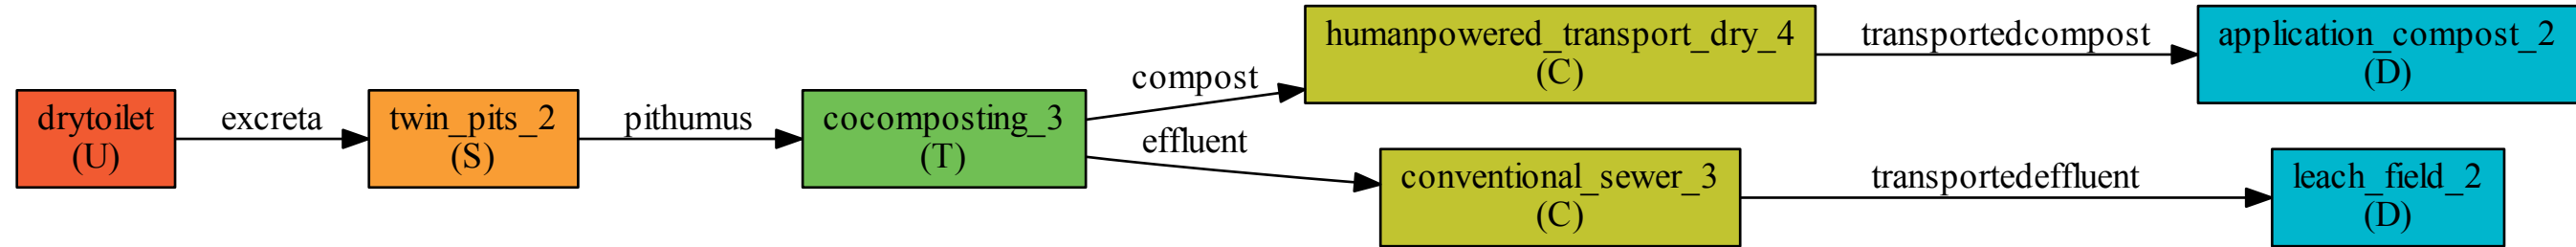 drytoilet
(U)
excreta
twin_pits_2
(S)
pithumus
cocomposting_3
(T)
compost
effluent
humanpowered_transport_dry_4
(C)
transportedcompost
application_compost_2
(D)
conventional_sewer_3
(C)
transportedeffluent
leach_field_2
(D)